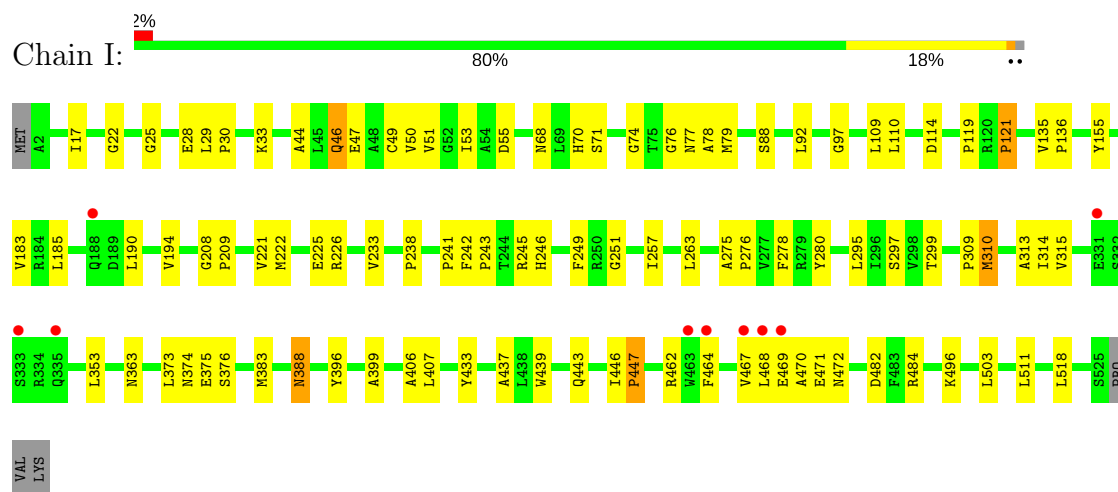 2%
Chain I:
80% 18% ••
MET A2 I17 G22 G25 E28 L29 P30 K33 A44 L45 Q46 E47 A48 C49 V50 V51 G52 I53 A54 D55 N68 L69 H70 S71 G74 T75 G76 N77 A78 M79 S88 L92 G97 L109 L110 D114 P119 R120 P121 V135 P136 Y155
V183 R184 L185 Q188 D189 L190 V194 G208 P209 V221 M222 E225 R226 V233 P238 P241 F242 P243 T244 R245 H246 F249 R250 G251 I257 L263 A275 P276 V277 F278 R279 Y280 L295 I296 S297 V298 T299 P309 M310 A313 I314 V315 E331 S332
S333 R334 Q335 L353 N363 L373 N374 E375 S376 M383 N388 Y396 A399 A406 L407 Y433 A437 L438 W439 Q443 I446 P447 R462 W463 F464 V467 L468 E469 A470 E471 N472 D482 F483 R484 K496 L503 L511 L518 S525 PRO
VAL LYS